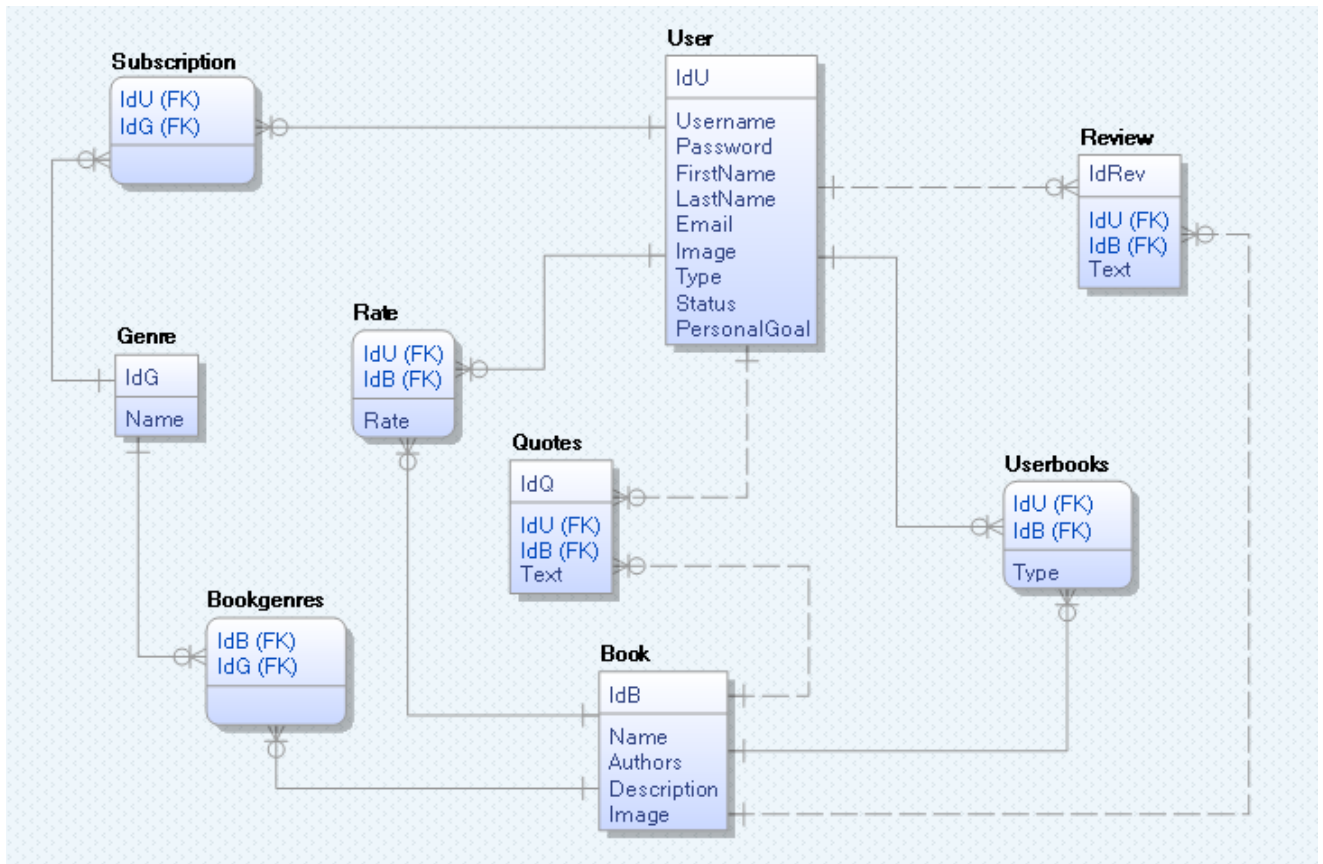 User
IdU
Username
Password
FirstName
LastName
Email
Image
Type
Status
PersonalGoal
Subscription
IdU (FK)
IdG (FK)
Review
IdRev
IdU (FK)
IdB (FK)
Text
Rate
IdU (FK)
IdB (FK)
Rate
Genre
IdG
Name
Quotes
IdQ
IdU (FK)
IdB (FK)
Text
Userbooks
IdU (FK)
IdB (FK)
Type
Bookgenres
IdB (FK)
IdG (FK)
Book
IdB
Name
Authors
Description
Image